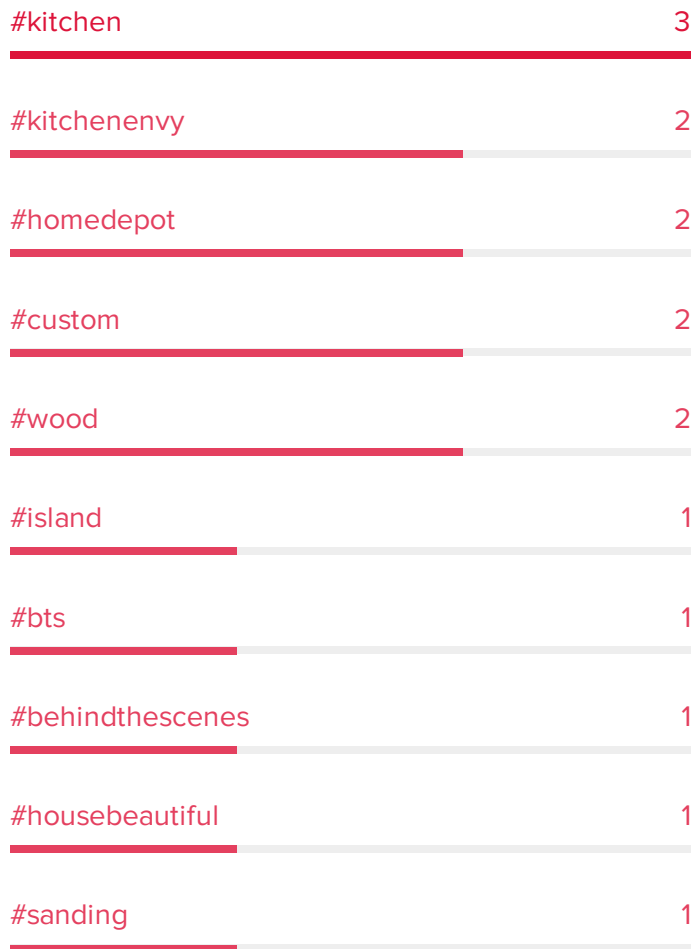 #kitchen 3
#kitchenenvy 2
#homedepot 2
#custom 2
#wood 2
#island 1
#bts 1
#behindthescenes 1
#housebeautiful 1
#sanding 1